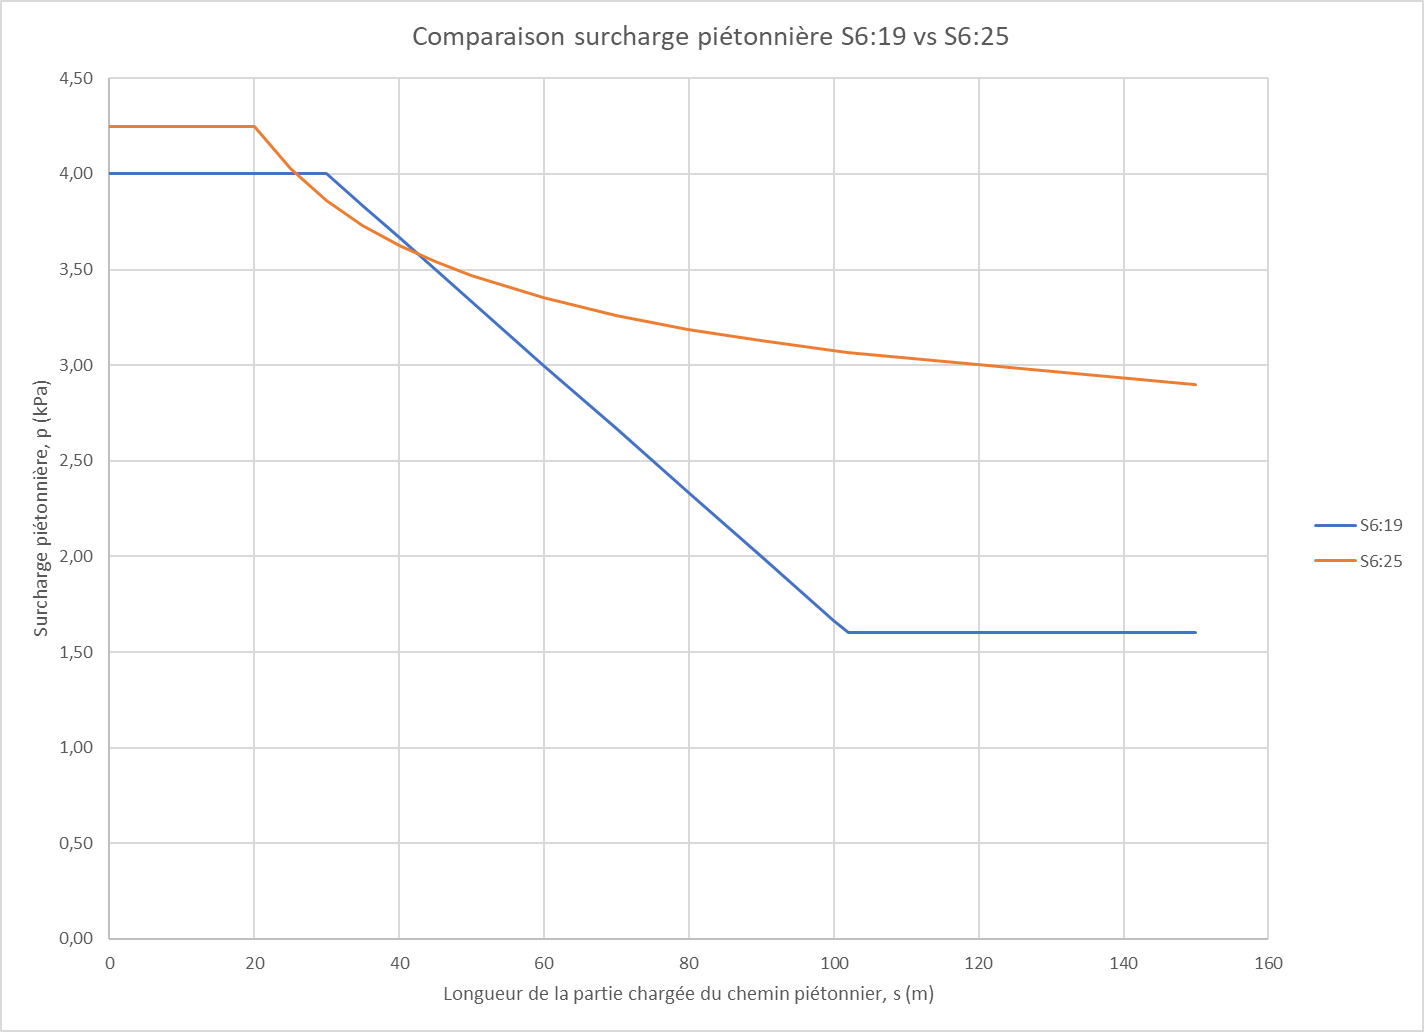 Comparaison surcharge piétonnière S6:19 vs S6:25
4,50
4,00
3,50
3,00
2,50
2,00
1,50
1,00
0,50
0,00
Surcharge piétonnière, p (kPa)
0 20 40 60 80 100 120 140 160
Longueur de la partie chargée du chemin piétonnier, s (m)
S6:19
S6:25